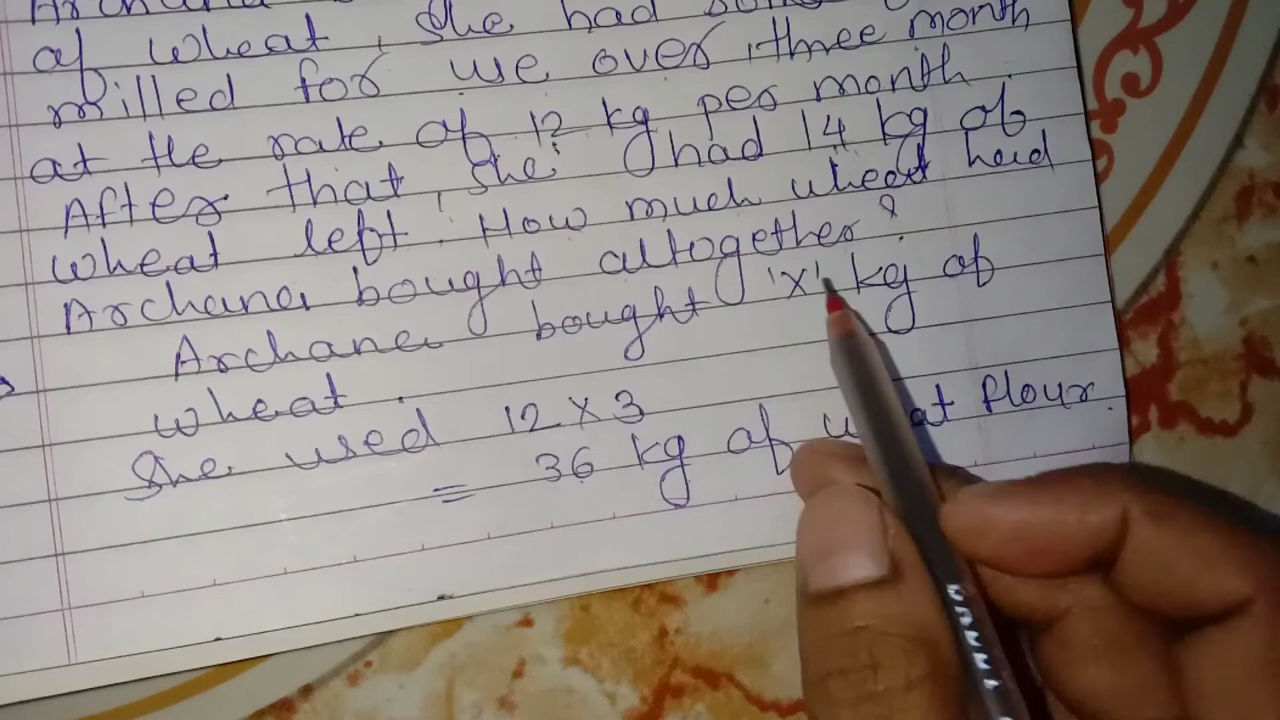 Archana
of wheat, She had
milled for use over, three month
at the rate of 12 kg per month.
After that, She had 14 kg of
wheat left. How much wheat had
Archana bought altogether?
Archana bought 'x' kg of
wheat.
She used 12 x 3
= 36 kg of flour.